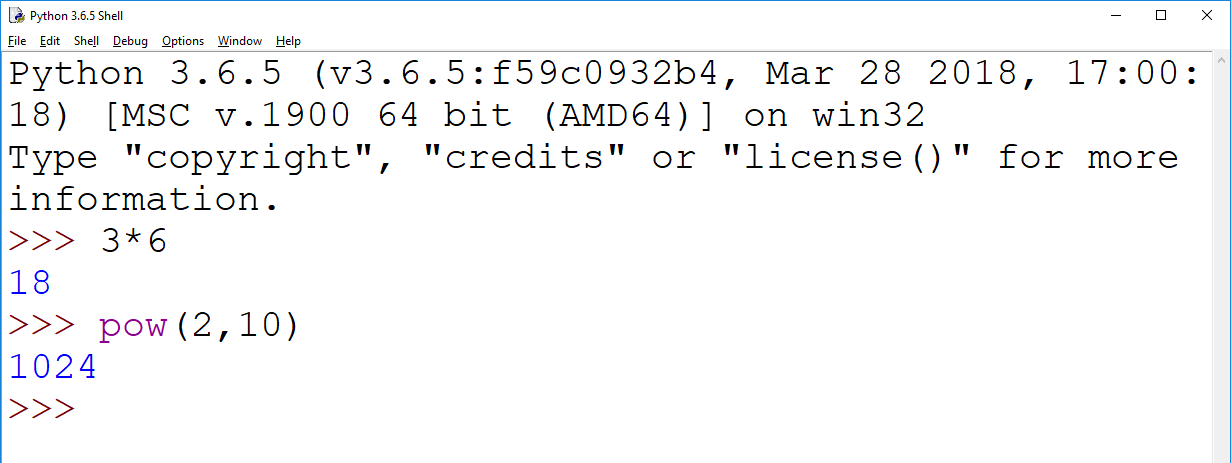 Python 3.6.5 Shell
File Edit Shell Debug Options Window Help
Python 3.6.5 (v3.6.5:f59c0932b4, Mar 28 2018, 17:00:
18) [MSC v.1900 64 bit (AMD64)] on win32
Type "copyright", "credits" or "license()" for more
information.
>>> 3*6
18
>>> pow(2,10)
1024
>>>